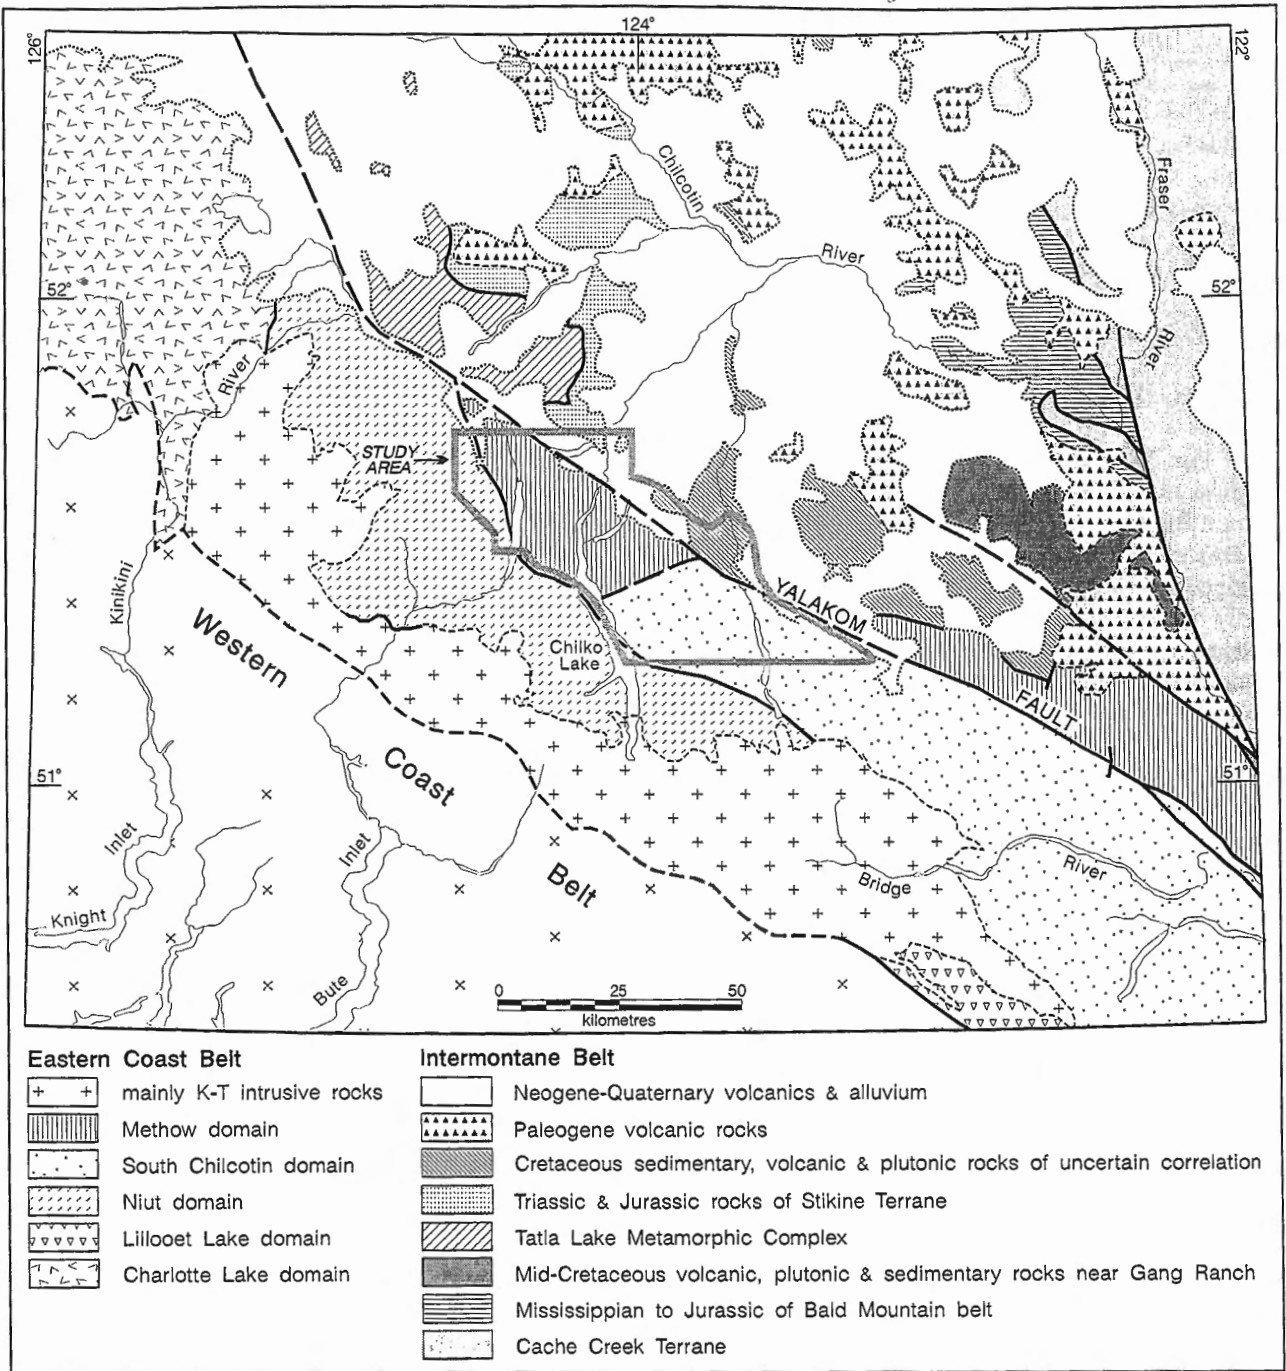 126°
124°
122°
Chilcotin
River
Fraser
River
52°
52°
River
STUDY
AREA
YALAKOM
FAULT
Kinikini
Western
Coast
Belt
Chilko
Lake
51°
51°
Inlet
Knight
Inlet
Bute
Bridge
River
0 25 50
kilometres
Eastern Coast Belt
mainly K-T intrusive rocks
Methow domain
South Chilcotin domain
Niut domain
Lillooet Lake domain
Charlotte Lake domain
Intermontane Belt
Neogene-Quaternary volcanics & alluvium
Paleogene volcanic rocks
Cretaceous sedimentary, volcanic & plutonic rocks of uncertain correlation
Triassic & Jurassic rocks of Stikine Terrane
Tatla Lake Metamorphic Complex
Mid-Cretaceous volcanic, plutonic & sedimentary rocks near Gang Ranch
Mississippian to Jurassic of Bald Mountain belt
Cache Creek Terrane